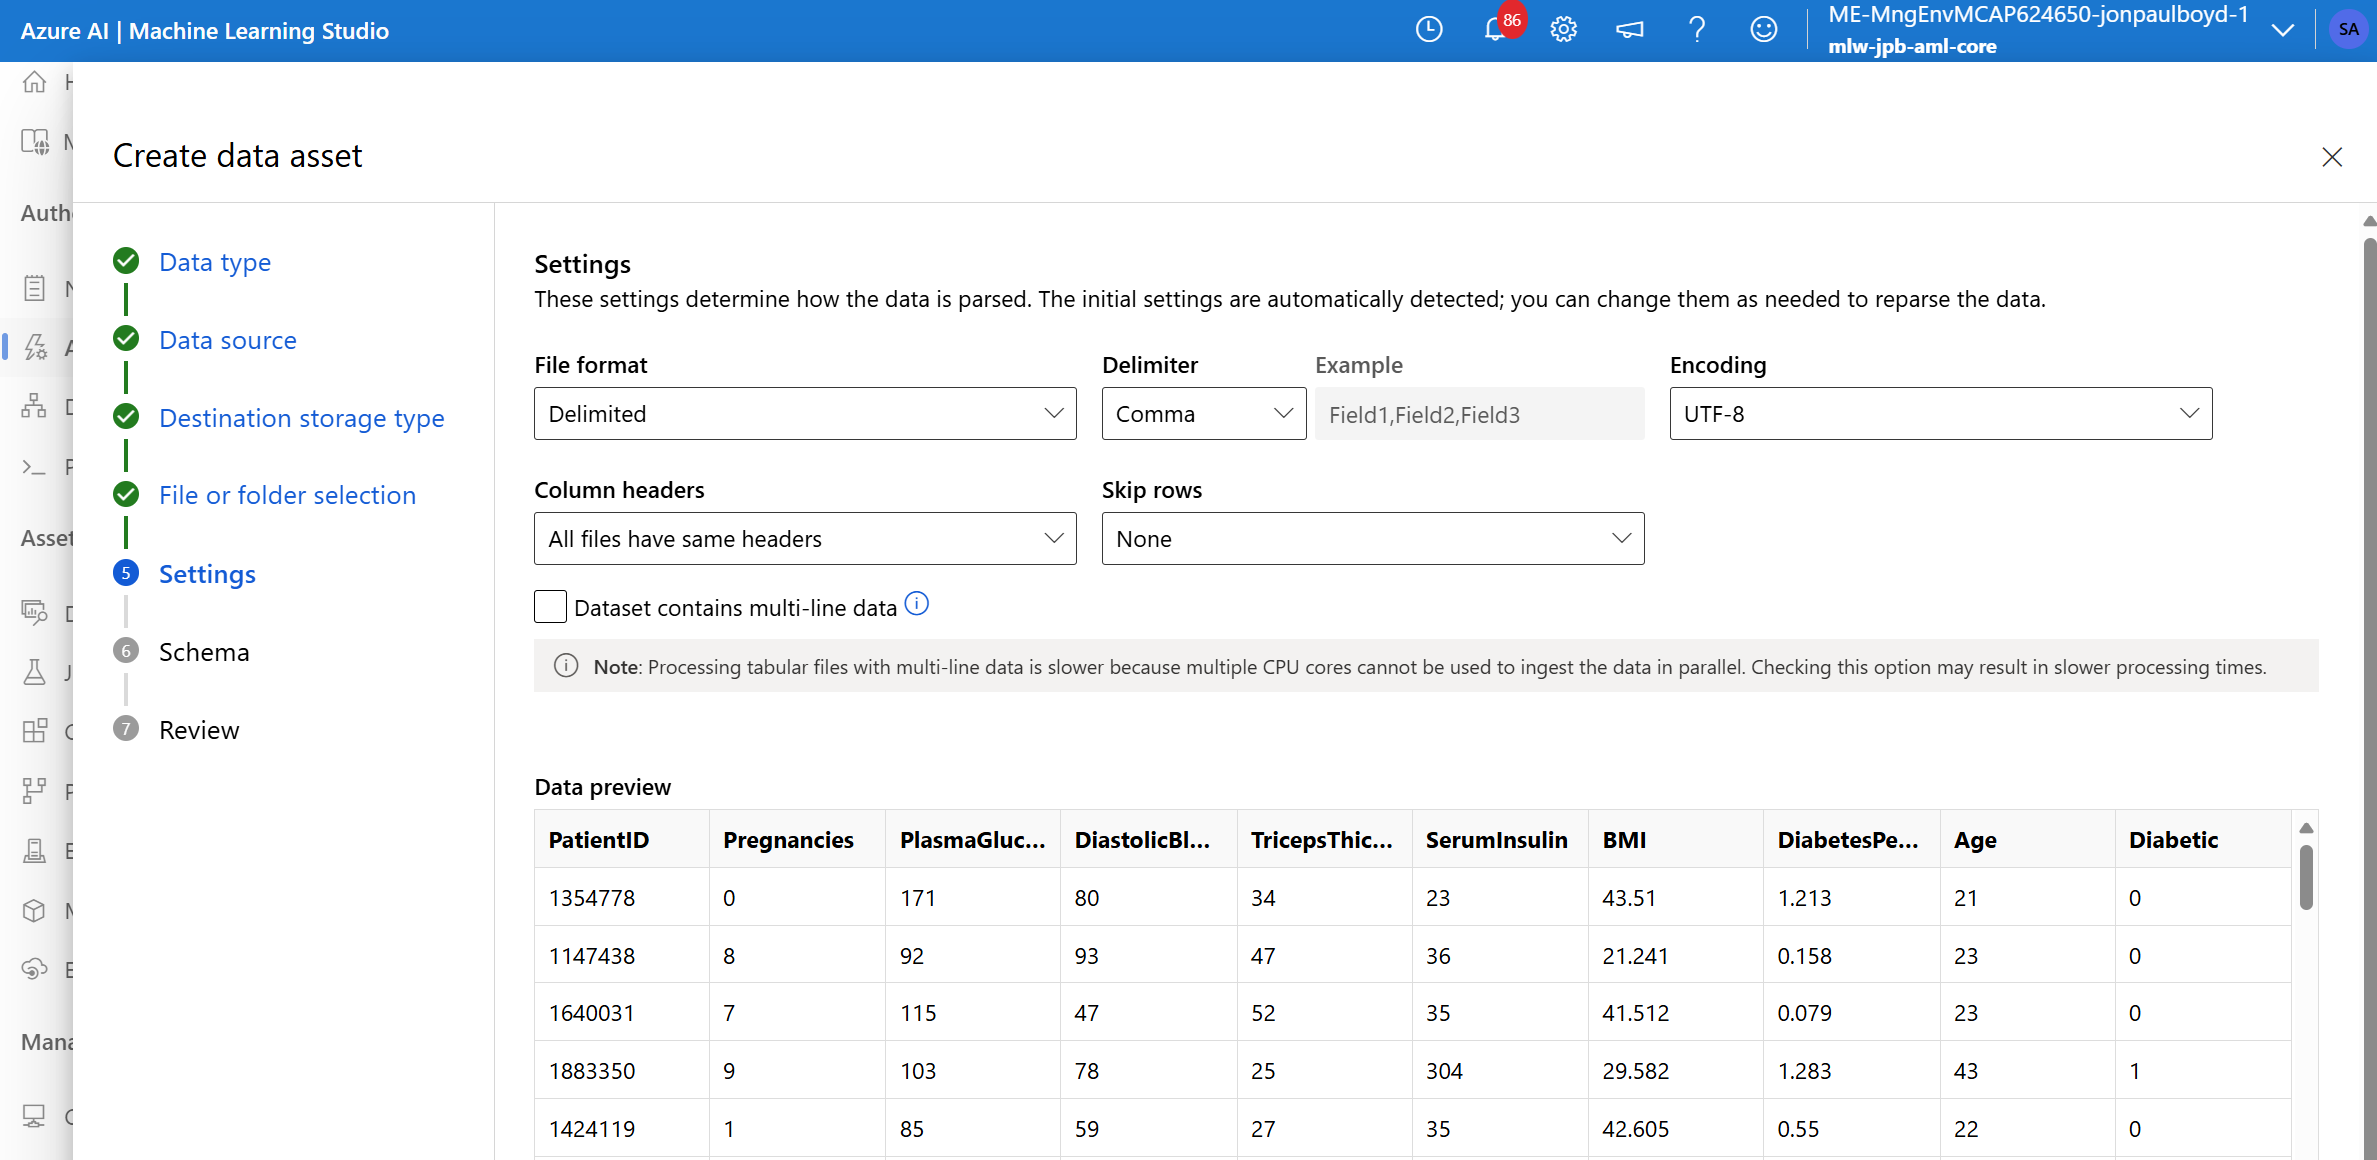 Azure AI | Machine Learning Studio
86
ME-MngEnvMCAP624650-jonpaulboyd-1
mlw-jpb-aml-core
SA
Create data asset
Data type
Data source
Destination storage type
File or folder selection
5 Settings
6 Schema
7 Review
Settings
These settings determine how the data is parsed. The initial settings are automatically detected; you can change them as needed to reparse the data.
File format Delimiter Example Encoding
Delimited Comma Field1,Field2,Field3 UTF-8
Column headers Skip rows
All files have same headers None
Dataset contains multi-line data
Note: Processing tabular files with multi-line data is slower because multiple CPU cores cannot be used to ingest the data in parallel. Checking this option may result in slower processing times.
Data preview
PatientID Pregnancies PlasmaGluc... DiastolicBl... TricepsThic... SerumInsulin BMI DiabetesPe... Age Diabetic
1354778 0 171 80 34 23 43.51 1.213 21 0
1147438 8 92 93 47 36 21.241 0.158 23 0
1640031 7 115 47 52 35 41.512 0.079 23 0
1883350 9 103 78 25 304 29.582 1.283 43 1
1424119 1 85 59 27 35 42.605 0.55 22 0